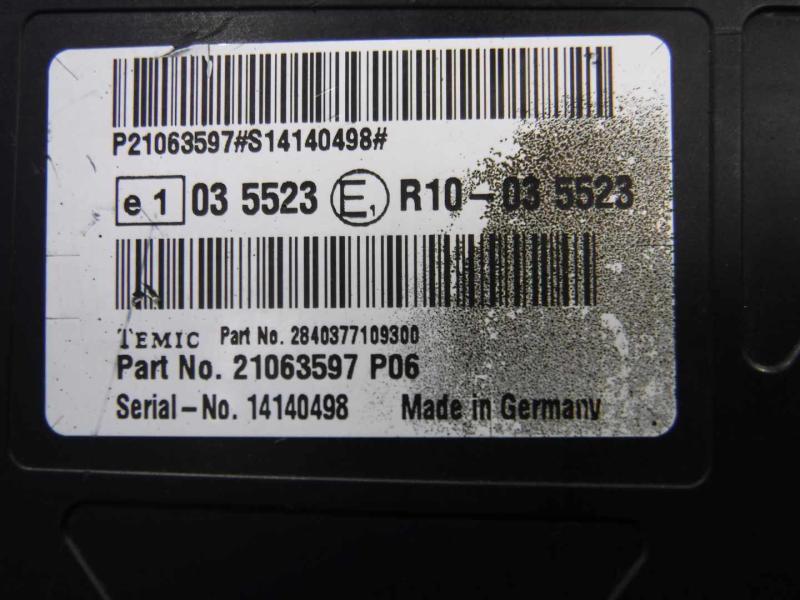 P21063597#S14140498#
e1 03 5523 E1 R10-03 5523
TEMIC Part No. 2840377109300
Part No. 21063597 P06
Serial-No. 14140498 Made in Germany